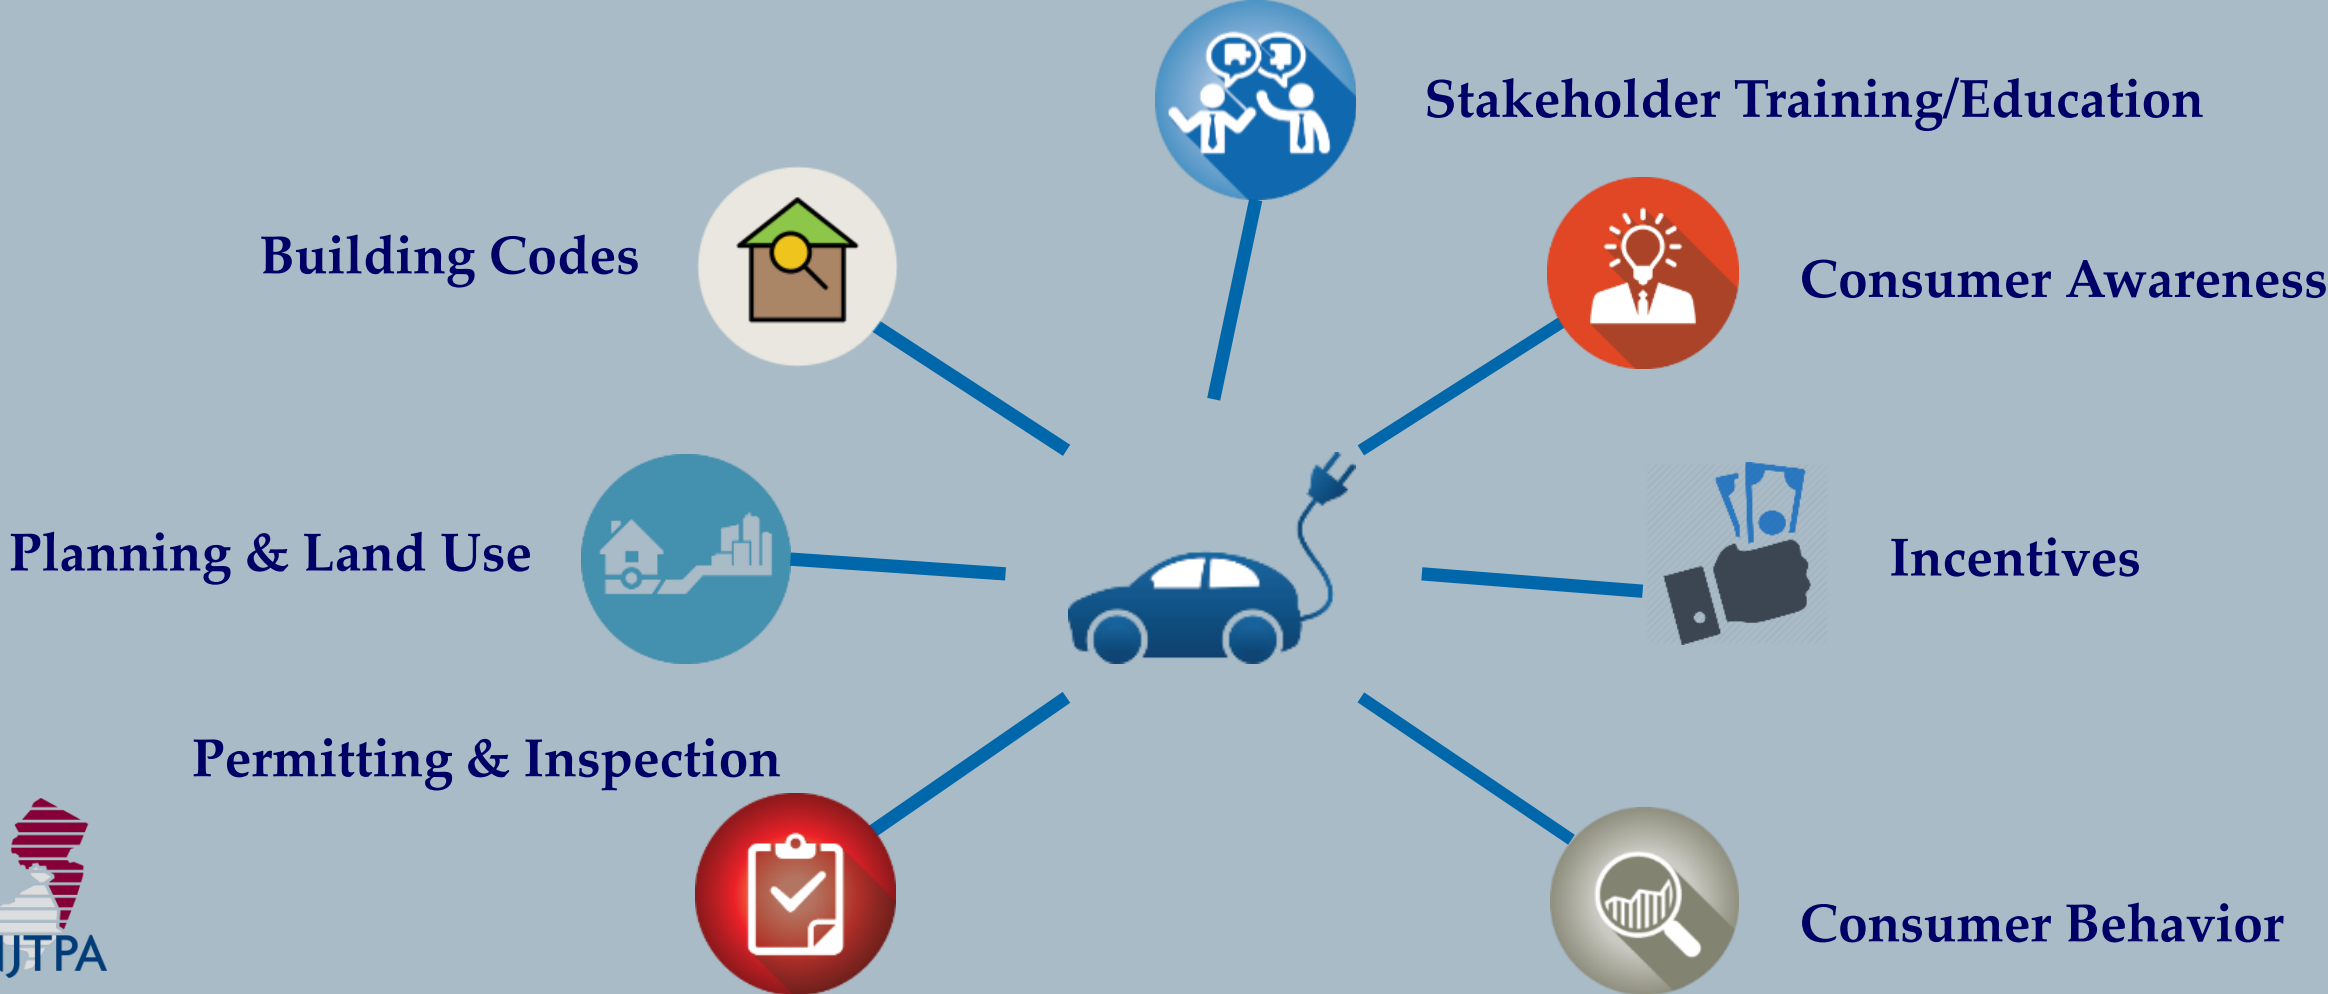 Stakeholder Training/Education
Building Codes
Consumer Awareness
Planning & Land Use
Incentives
Permitting & Inspection
Consumer Behavior
JTPA